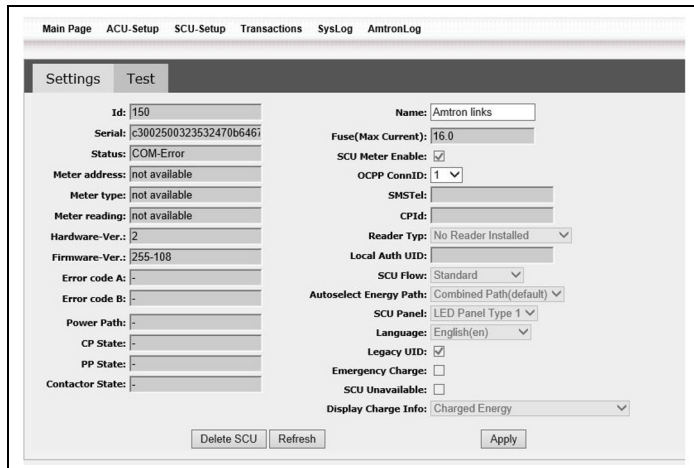 Main Page ACU-Setup SCU-Setup Transactions SysLog AmtronLog
Settings Test
Id: 150
Serial: c3002500323532470b6467
Status: COM-Error
Meter address: not available
Meter type: not available
Meter reading: not available
Hardware-Ver.: 2
Firmware-Ver.: 255-108
Error code A: -
Error code B: -
Power Path: -
CP State: -
PP State: -
Contactor State: -
Name: Amtron links
Fuse(Max Current): 16.0
SCU Meter Enable:
OCPP ConnID: 1
SMSTel:
CPId:
Reader Typ: No Reader Installed
Local Auth UID:
SCU Flow: Standard
Autoselect Energy Path: Combined Path(default)
SCU Panel: LED Panel Type 1
Language: English(en)
Legacy UID:
Emergency Charge:
SCU Unavailable:
Display Charge Info: Charged Energy
Delete SCU Refresh Apply